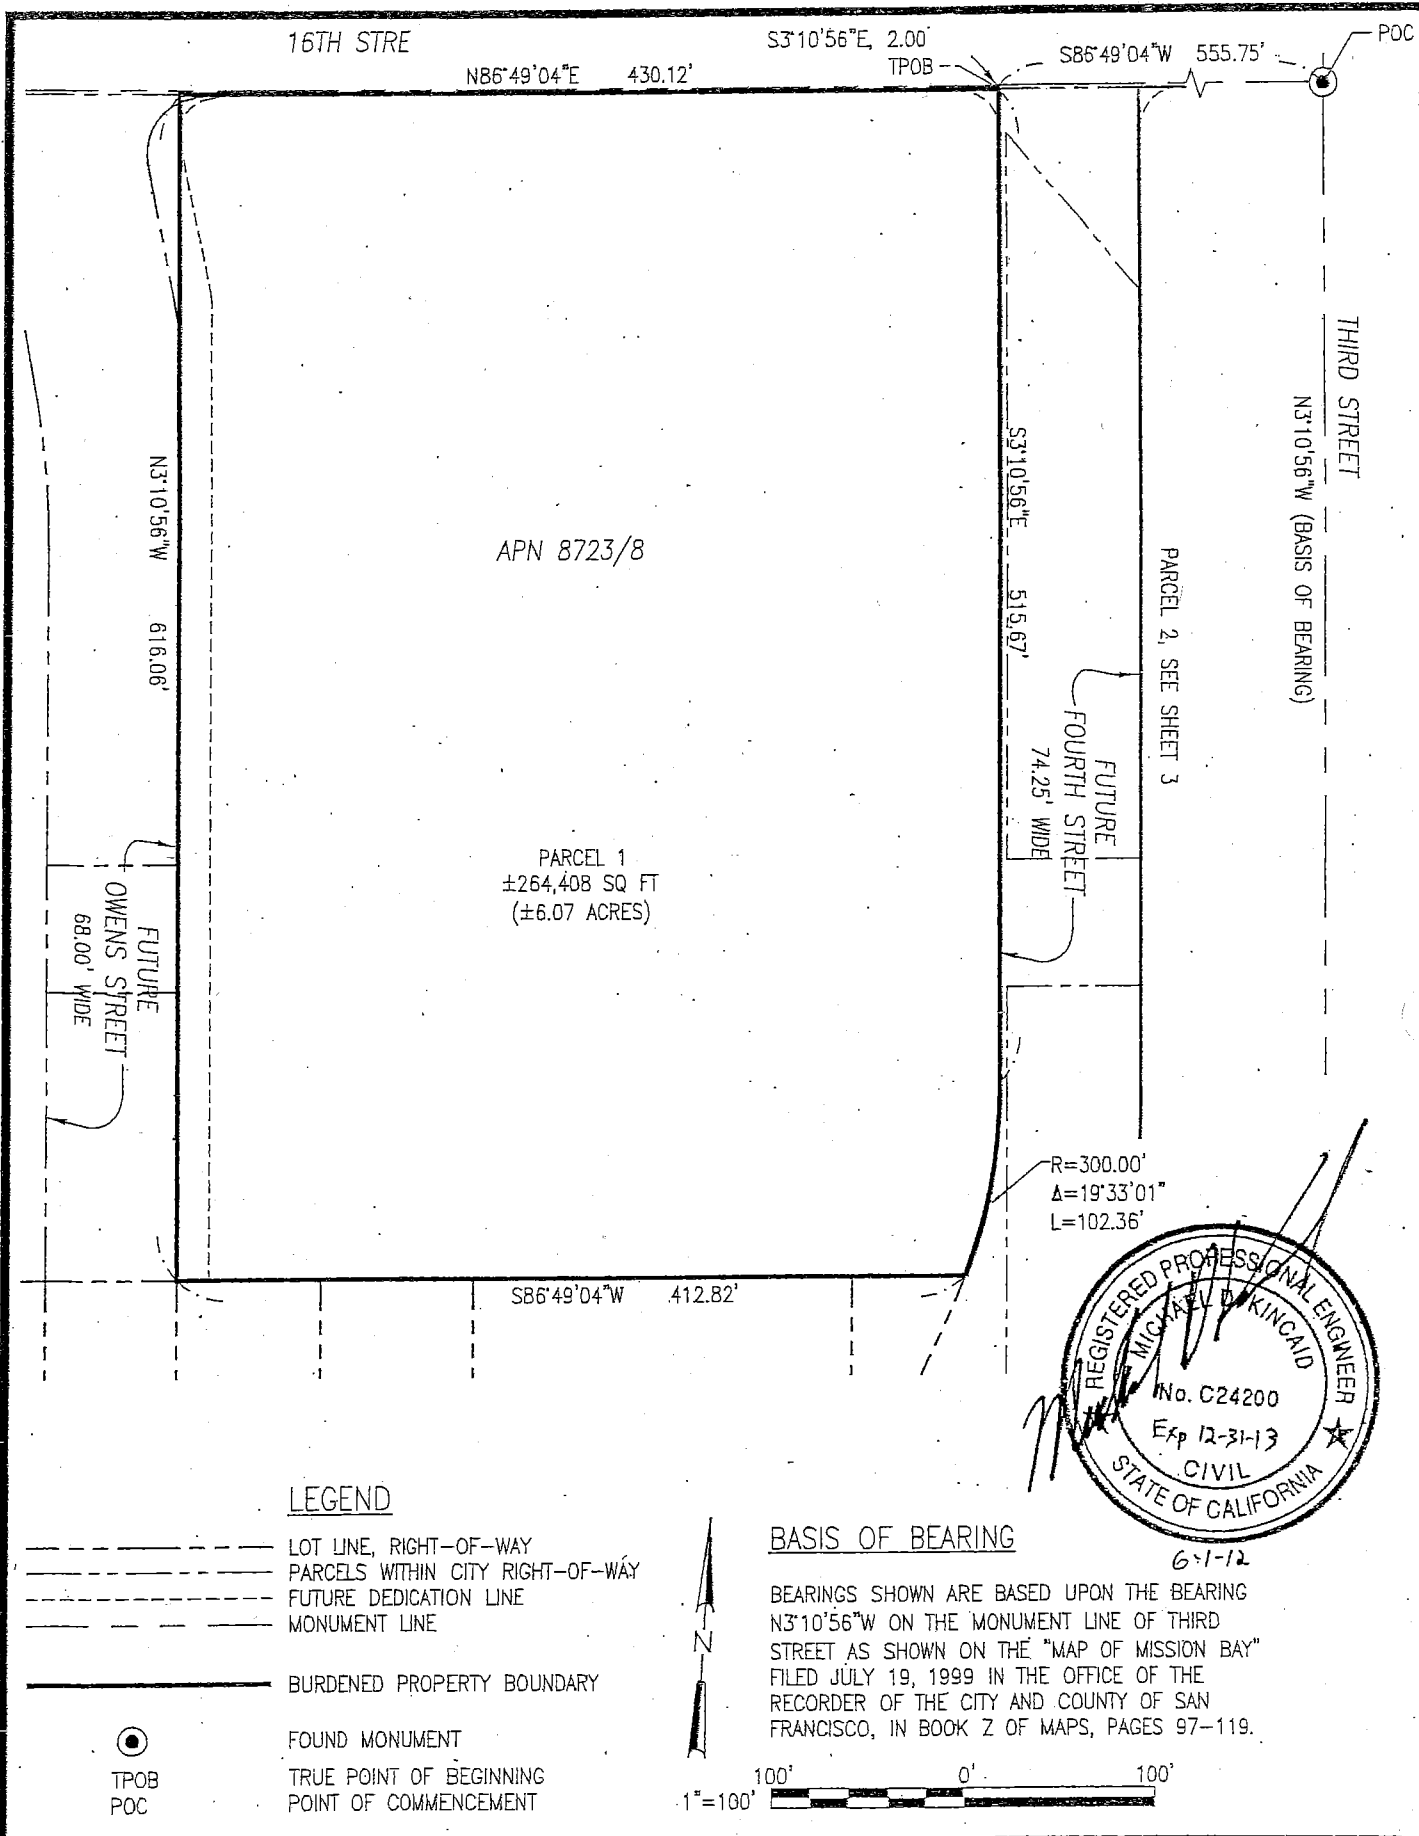 16TH STRE
S3°10'56"E, 2.00'
TPOB
S86°49'04"W 555.75'
POC
N86°49'04"E 430.12'
THIRD STREET
N3°10'56"W (BASIS OF BEARING)
N3°10'56"W 616.06'
S3°10'56"E 515.67'
APN 8723/8
PARCEL 2, SEE SHEET 3
FUTURE
FOURTH STREET
74.25' WIDE
PARCEL 1
±264,408 SQ FT
(±6.07 ACRES)
FUTURE
OWENS STREET
68.00' WIDE
R=300.00'
Δ=19°33'01"
L=102.36'
S86°49'04"W 412.82'
REGISTERED PROFESSIONAL ENGINEER
MICHAEL D. KINCAID
No. C24200
Exp 12-31-13
CIVIL
STATE OF CALIFORNIA
6-1-12
LEGEND
LOT LINE, RIGHT-OF-WAY
PARCELS WITHIN CITY RIGHT-OF-WAY
FUTURE DEDICATION LINE
MONUMENT LINE
BURDENED PROPERTY BOUNDARY
FOUND MONUMENT
TPOB TRUE POINT OF BEGINNING
POC POINT OF COMMENCEMENT
N
BASIS OF BEARING
BEARINGS SHOWN ARE BASED UPON THE BEARING
N3°10'56"W ON THE MONUMENT LINE OF THIRD
STREET AS SHOWN ON THE "MAP OF MISSION BAY"
FILED JULY 19, 1999 IN THE OFFICE OF THE
RECORDER OF THE CITY AND COUNTY OF SAN
FRANCISCO, IN BOOK Z OF MAPS, PAGES 97-119.
1"=100'
100' 0' 100'